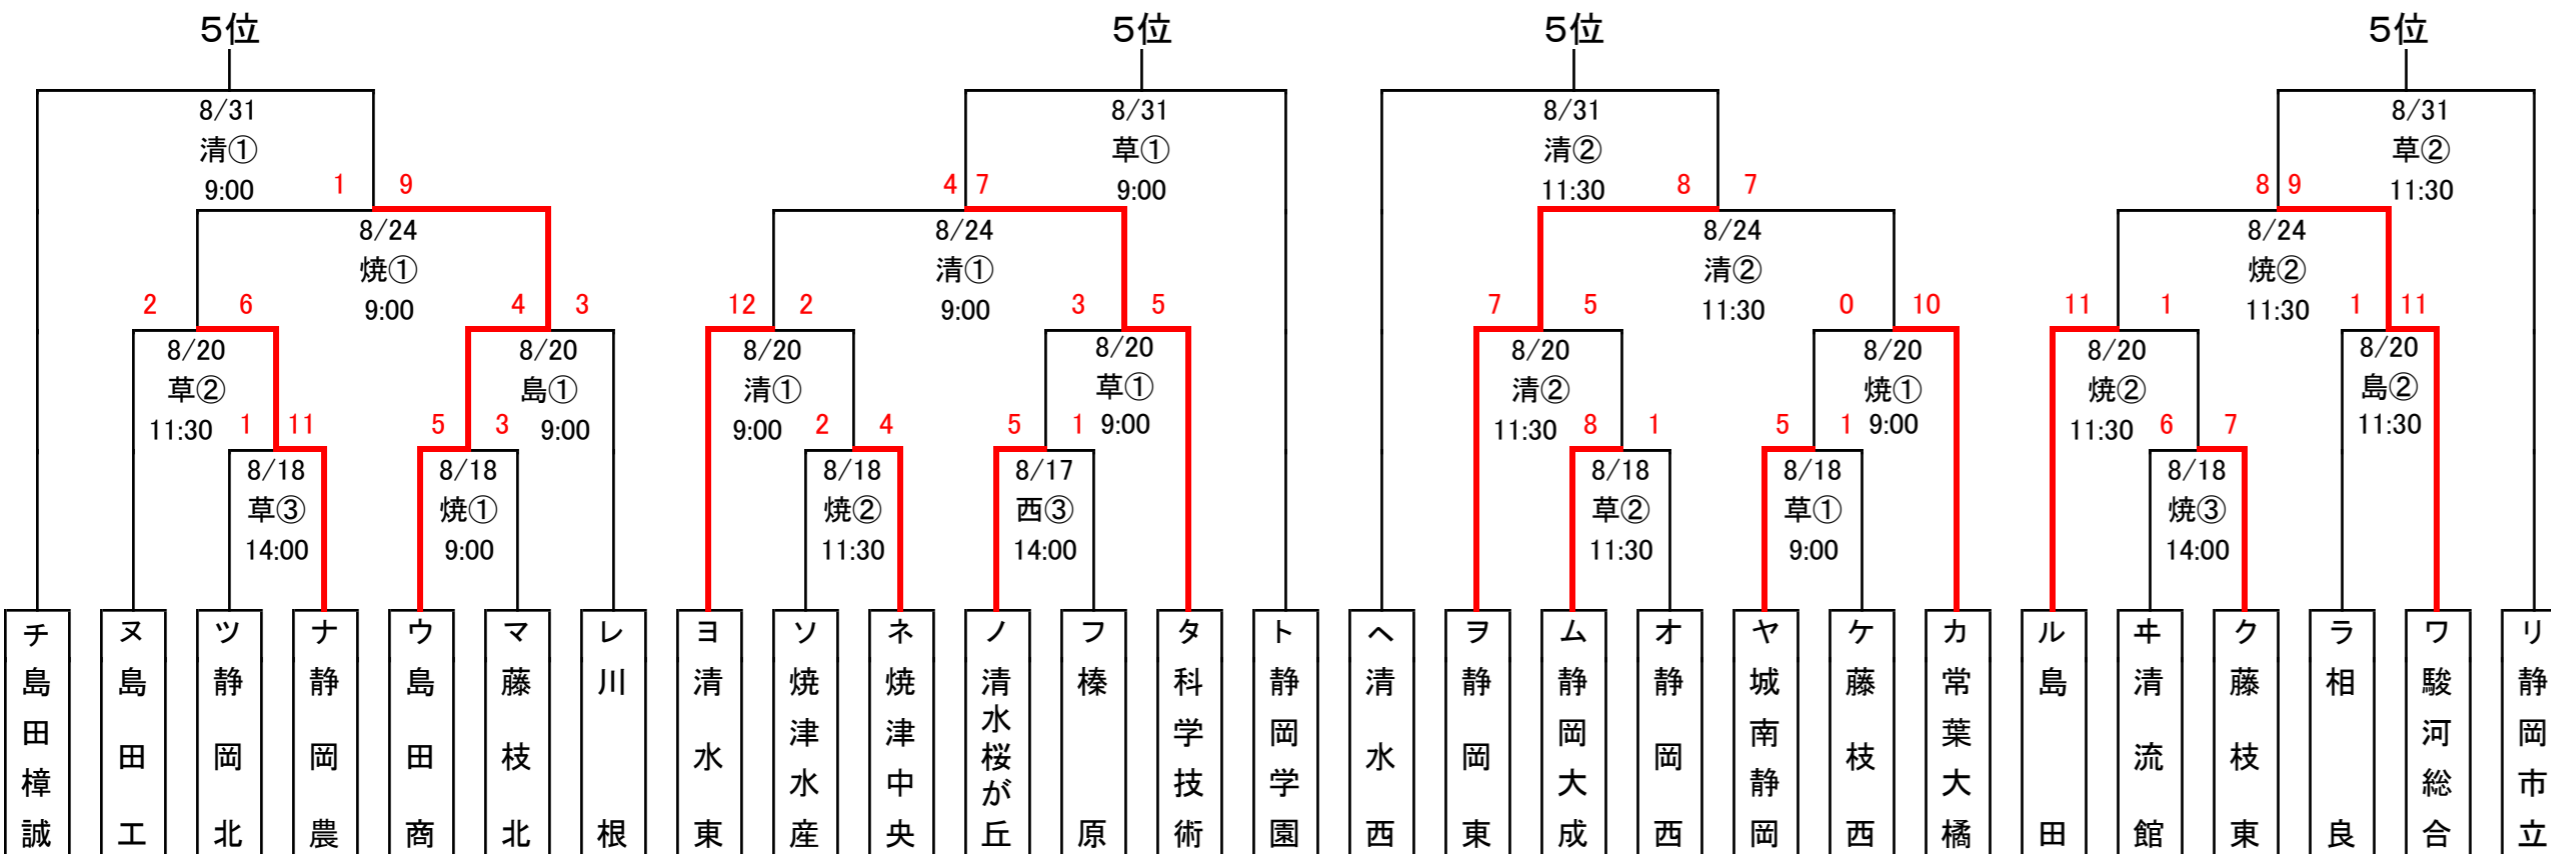 5位 5位 5位 5位
8/31 8/31 8/31 8/31
清① 草① 清② 草②
9:00 9:00 11:30 11:30
1 9 4 7 8 7 8 9
8/24 8/24 8/24 8/24
焼① 清① 清② 焼②
9:00 9:00 11:30 11:30
2 6 4 3 12 2 3 5 7 5 0 10 11 1 1 11
8/20 8/20 8/20 8/20 8/20 8/20 8/20 8/20
草② 島① 清① 草① 清② 焼① 焼② 島②
11:30 9:00 9:00 9:00 11:30 9:00 11:30 11:30
1 11 5 3 2 4 5 1 8 1 5 1 6 7
8/18 8/18 8/18 8/17 8/18 8/18 8/18
草③ 焼① 焼② 西③ 草② 草① 焼③
14:00 9:00 11:30 14:00 11:30 9:00 14:00
チ島田樟誠
ヌ島田工
ツ静岡北
ナ静岡農
ウ島田商
マ藤枝北
レ川根
ヨ清水東
ソ焼津水産
ネ焼津中央
ノ清水桜が丘
フ榛原
タ科学技術
ト静岡学園
ヘ清水西
ヲ静岡東
ム静岡大成
オ静岡西
ヤ城南静岡
ケ藤枝西
カ常葉大橘
ル島田
ヰ清流館
ク藤枝東
ラ相良
ワ駿河総合
リ静岡市立